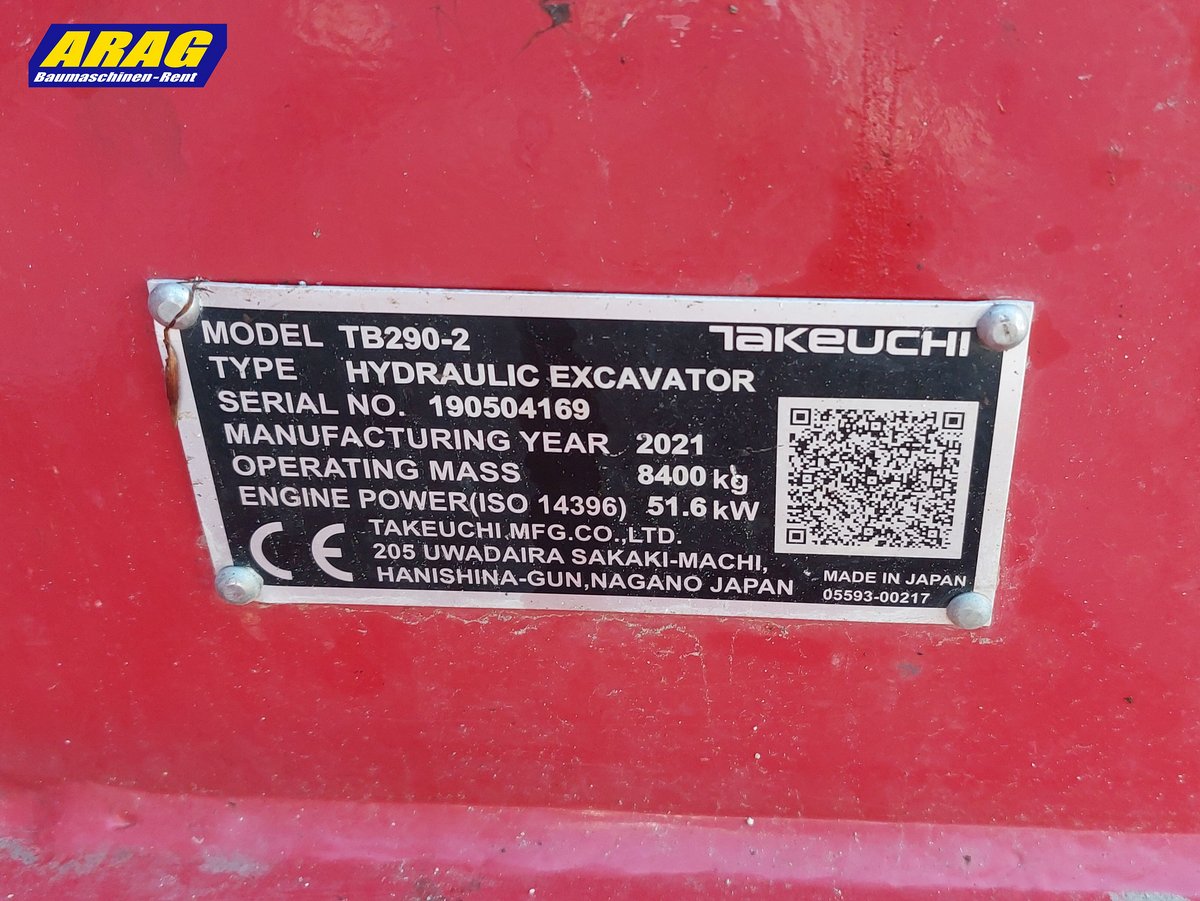 ARAG
Baumaschinen-Rent
MODEL TB290-2
TAKEUCHI
TYPE HYDRAULIC EXCAVATOR
SERIAL NO. 190504169
MANUFACTURING YEAR 2021
OPERATING MASS 8400 kg
ENGINE POWER(ISO 14396) 51.6 kW
CE
TAKEUCHI MFG.CO.,LTD.
205 UWADAIRA SAKAKI-MACHI,
HANISHINA-GUN,NAGANO JAPAN
MADE IN JAPAN
05593-00217